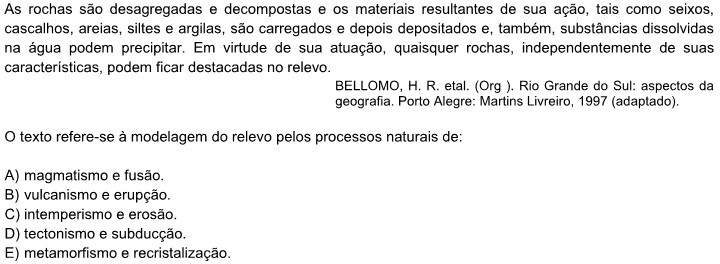 As rochas são desagregadas e decompostas e os materiais resultantes de sua ação, tais como seixos,
cascalhos, areias, siltes e argilas, são carregados e depois depositados e, também, substâncias dissolvidas
na água podem precipitar. Em virtude de sua atuação, quaisquer rochas, independentemente de suas
características, podem ficar destacadas no relevo.
BELLOMO, H. R. etal. (Org ). Rio Grande do Sul: aspectos da
geografia. Porto Alegre: Martins Livreiro, 1997 (adaptado).
O texto refere-se à modelagem do relevo pelos processos naturais de:
A) magmatismo e fusão.
B) vulcanismo e erupção.
C) intemperismo e erosão.
D) tectonismo e subducção.
E) metamorfismo e recristalização.